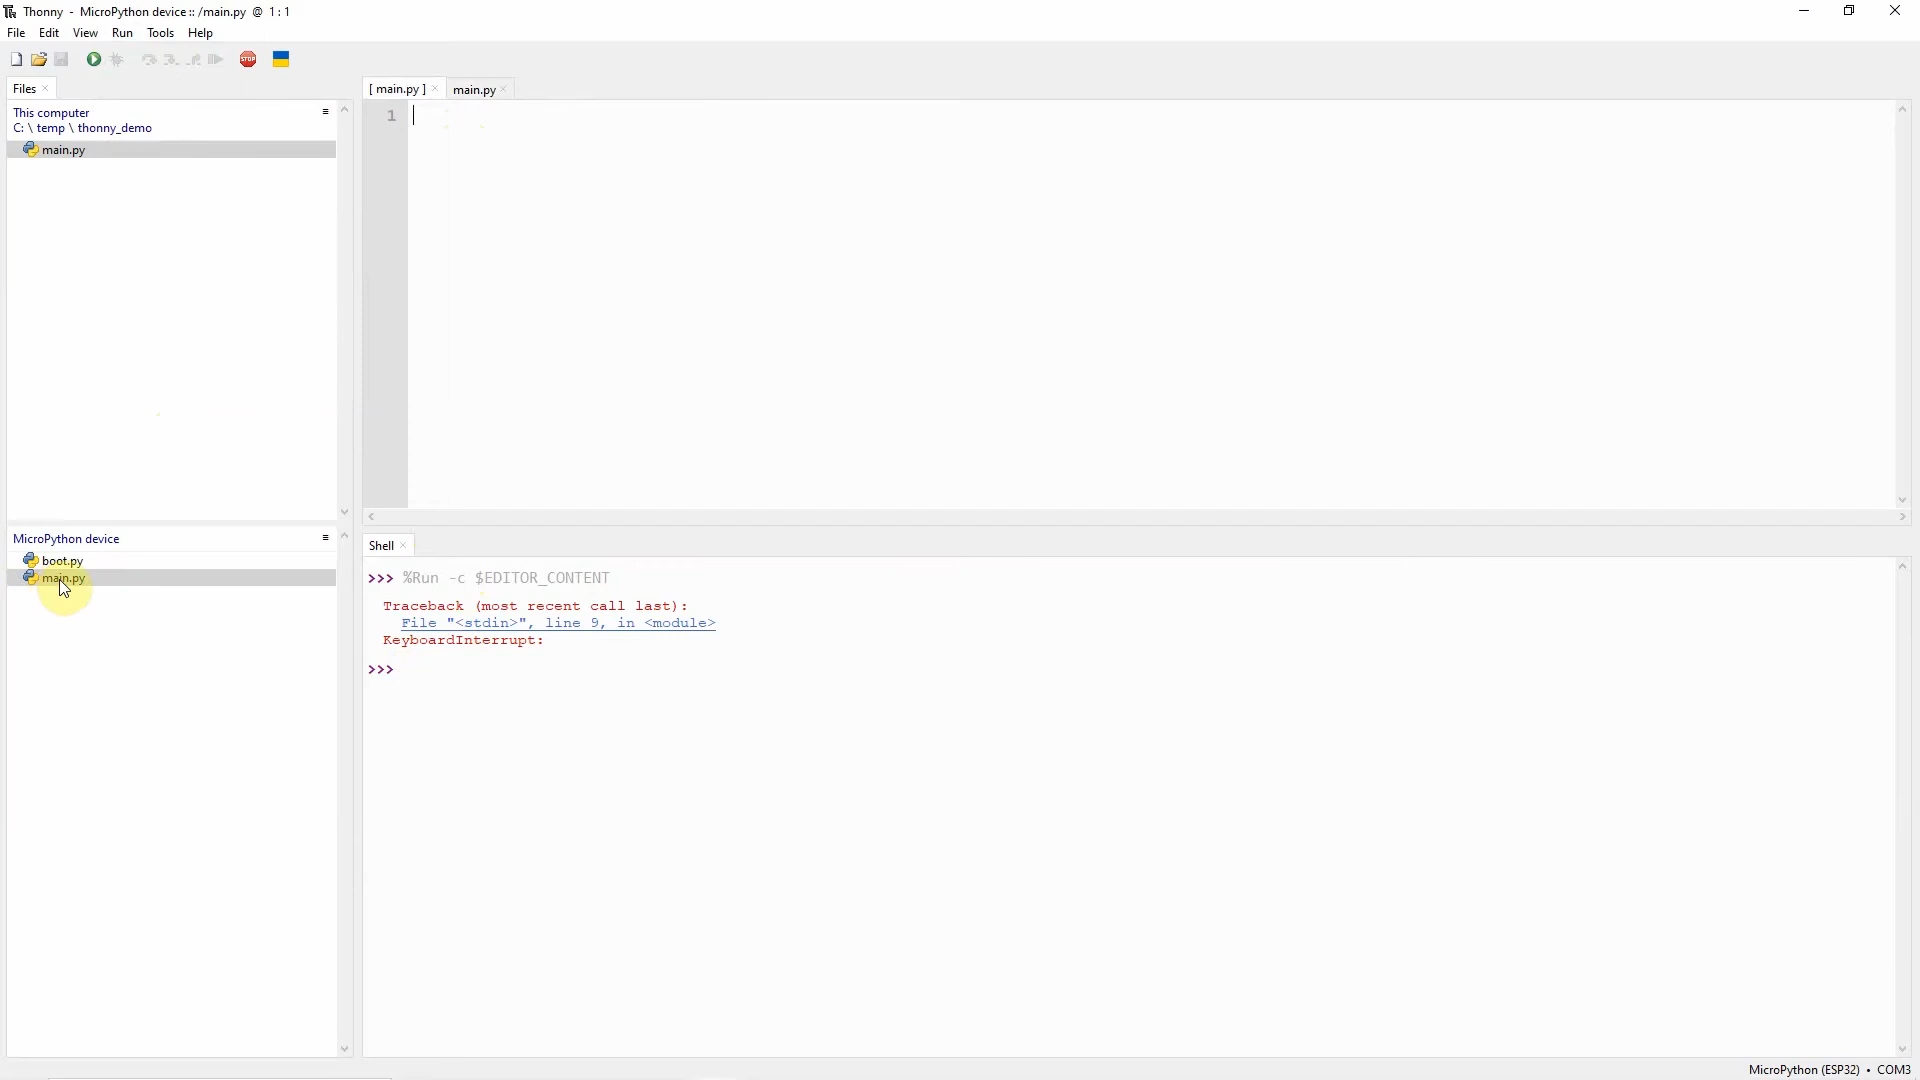 Thonny - MicroPython device :: /main.py @ 1 : 1
File Edit View Run Tools Help
STOP
Files
This computer
C: \ temp \ thonny_demo
main.py
MicroPython device
boot.py
main.py
[ main.py ] main.py
1
Shell
>>> %Run -c $EDITOR_CONTENT
Traceback (most recent call last):
File "<stdin>", line 9, in <module>
KeyboardInterrupt:
>>>
MicroPython (ESP32) • COM3